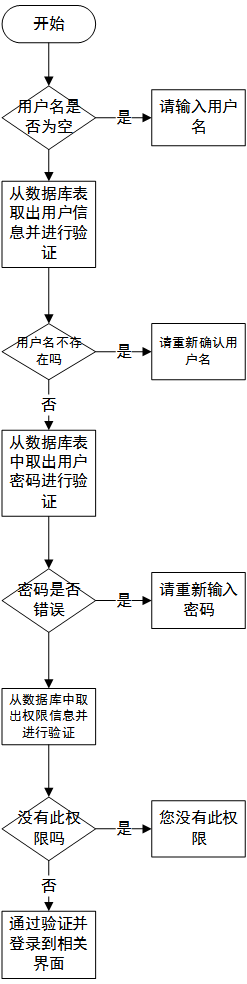 开始
用户名是
否为空
是
请输入用户
名
从数据库表
取出用户信
息并进行验
证
用户名不存
在吗
是
请重新确认用
户名
否
从数据库表
中取出用户
密码进行验
证
密码是否
错误
是
请重新输入
密码
从数据库中取
出权限信息并
进行验证
没有此权
限吗
是
您没有此权
限
否
通过验证并
登录到相关
界面